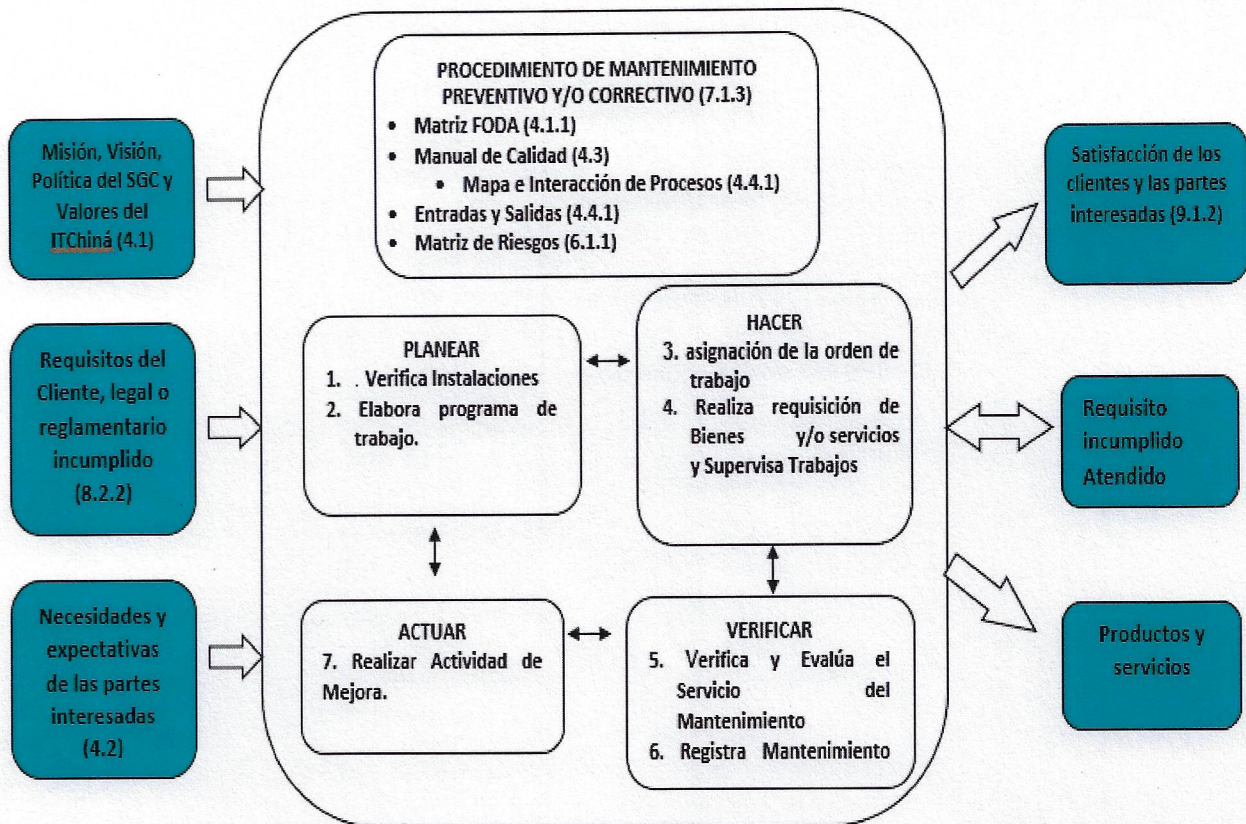 PROCEDIMIENTO DE MANTENIMIENTO
PREVENTIVO Y/O CORRECTIVO (7.1.3)
• Matriz FODA (4.1.1)
• Manual de Calidad (4.3)
• Mapa e Interacción de Procesos (4.4.1)
• Entradas y Salidas (4.4.1)
• Matriz de Riesgos (6.1.1)
Misión, Visión,
Política del SGC y
Valores del
ITChiná (4.1)
Requisitos del
Cliente, legal o
reglamentario
incumplido
(8.2.2)
Necesidades y
expectativas
de las partes
interesadas
(4.2)
PLANEAR
1. . Verifica Instalaciones
2. Elabora programa de
trabajo.
HACER
3. asignación de la orden de
trabajo
4. Realiza requisición de
Bienes y/o servicios
y Supervisa Trabajos
ACTUAR
7. Realizar Actividad de
Mejora.
VERIFICAR
5. Verifica y Evalúa el
Servicio del
Mantenimiento
6. Registra Mantenimiento
Satisfacción de los
clientes y las partes
interesadas (9.1.2)
Requisito
incumplido
Atendido
Productos y
servicios